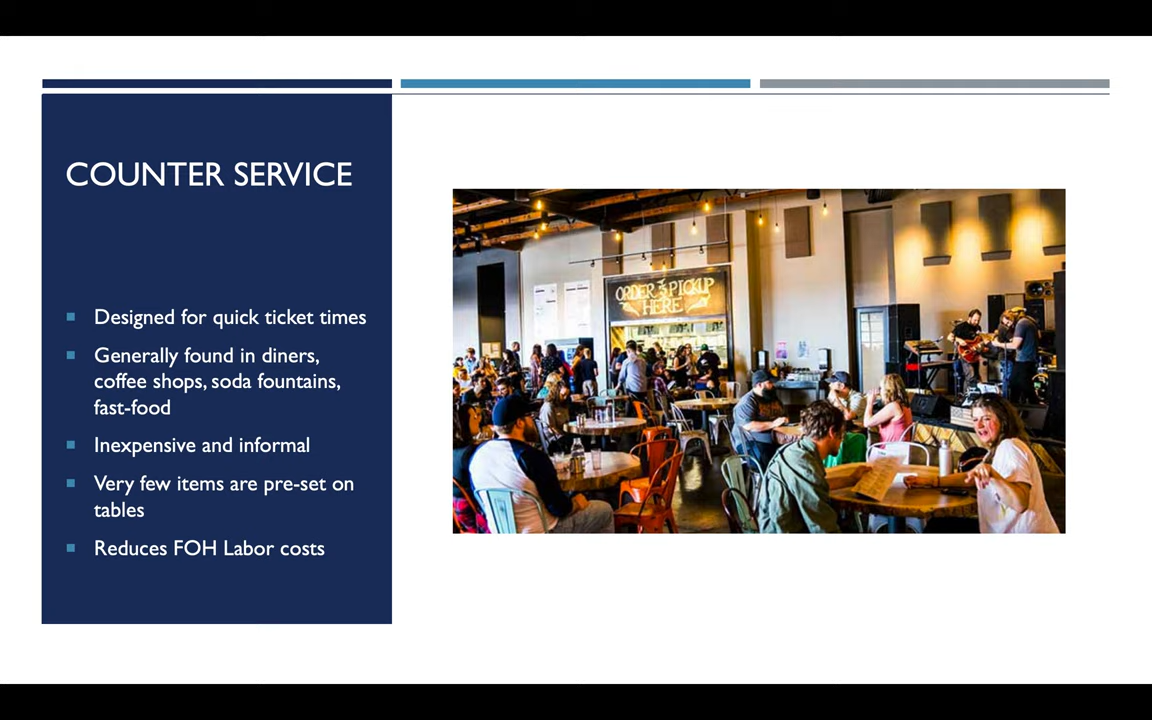 COUNTER SERVICE
Designed for quick ticket times
Generally found in diners,
coffee shops, soda fountains,
fast-food
Inexpensive and informal
Very few items are pre-set on
tables
Reduces FOH Labor costs
ORDER & PICKUP
HERE